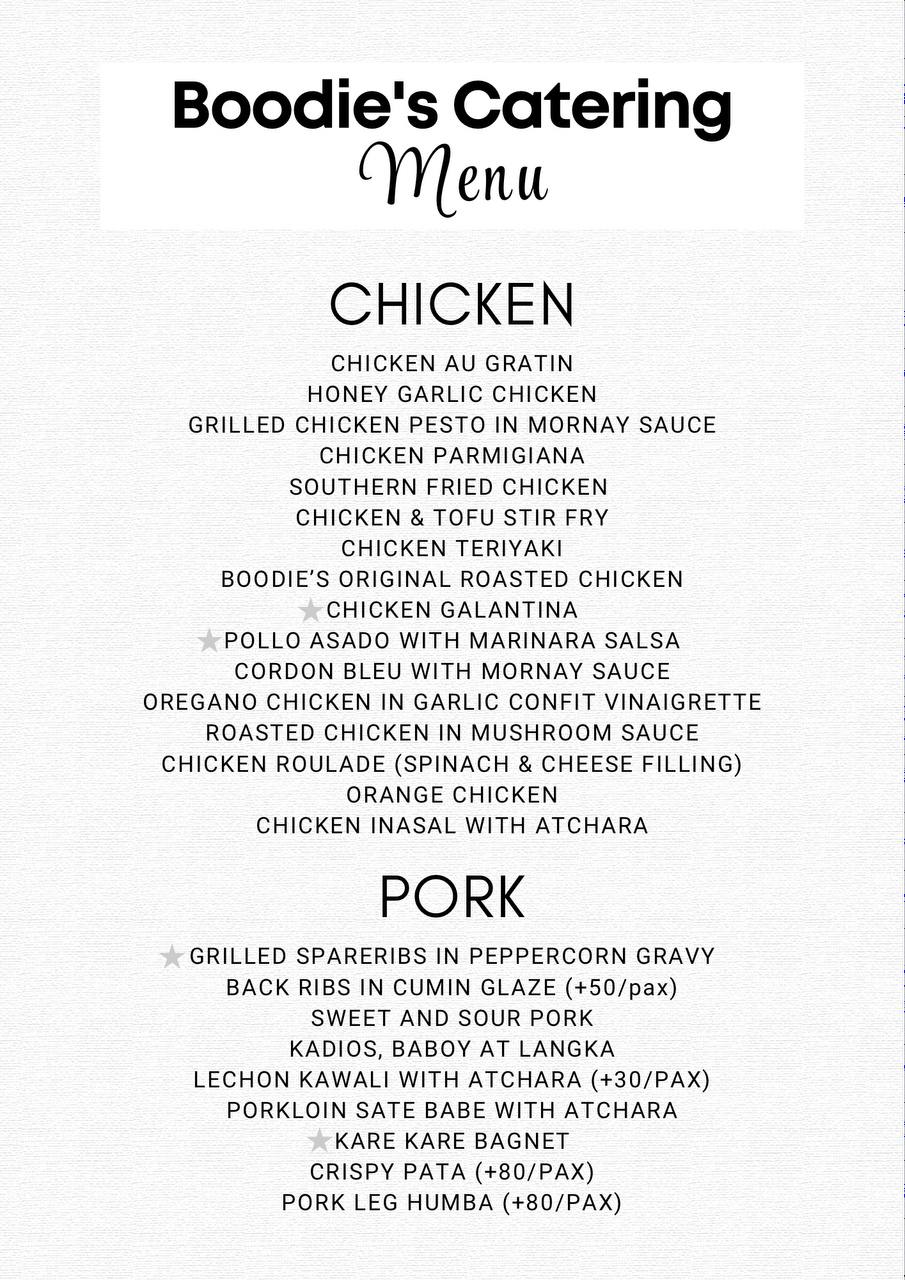 Boodie's Catering
Menu
CHICKEN
CHICKEN AU GRATIN
HONEY GARLIC CHICKEN
GRILLED CHICKEN PESTO IN MORNAY SAUCE
CHICKEN PARMIGIANA
SOUTHERN FRIED CHICKEN
CHICKEN & TOFU STIR FRY
CHICKEN TERIYAKI
BOODIE’S ORIGINAL ROASTED CHICKEN
CHICKEN GALANTINA
POLLO ASADO WITH MARINARA SALSA
CORDON BLEU WITH MORNAY SAUCE
OREGANO CHICKEN IN GARLIC CONFIT VINAIGRETTE
ROASTED CHICKEN IN MUSHROOM SAUCE
CHICKEN ROULADE (SPINACH & CHEESE FILLING)
ORANGE CHICKEN
CHICKEN INASAL WITH ATCHARA
PORK
GRILLED SPARERIBS IN PEPPERCORN GRAVY
BACK RIBS IN CUMIN GLAZE (+50/pax)
SWEET AND SOUR PORK
KADIOS, BABOY AT LANGKA
LECHON KAWALI WITH ATCHARA (+30/PAX)
PORKLOIN SATE BABE WITH ATCHARA
KARE KARE BAGNET
CRISPY PATA (+80/PAX)
PORK LEG HUMBA (+80/PAX)